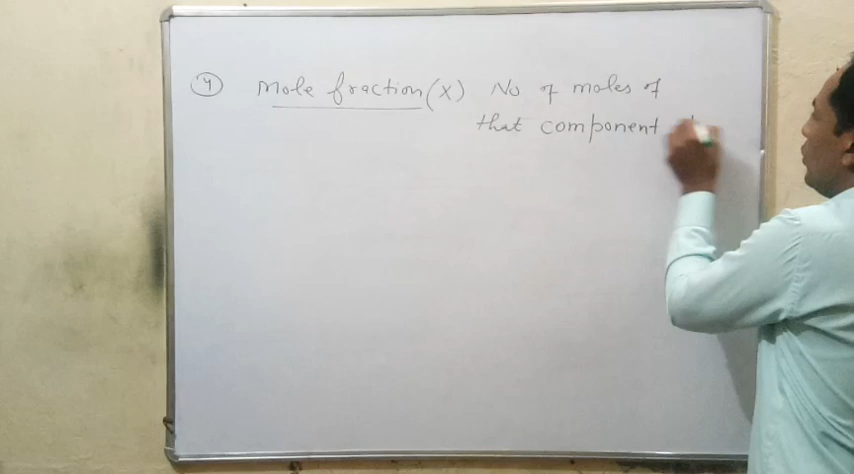 4 Mole fraction (x) No of moles of
that component